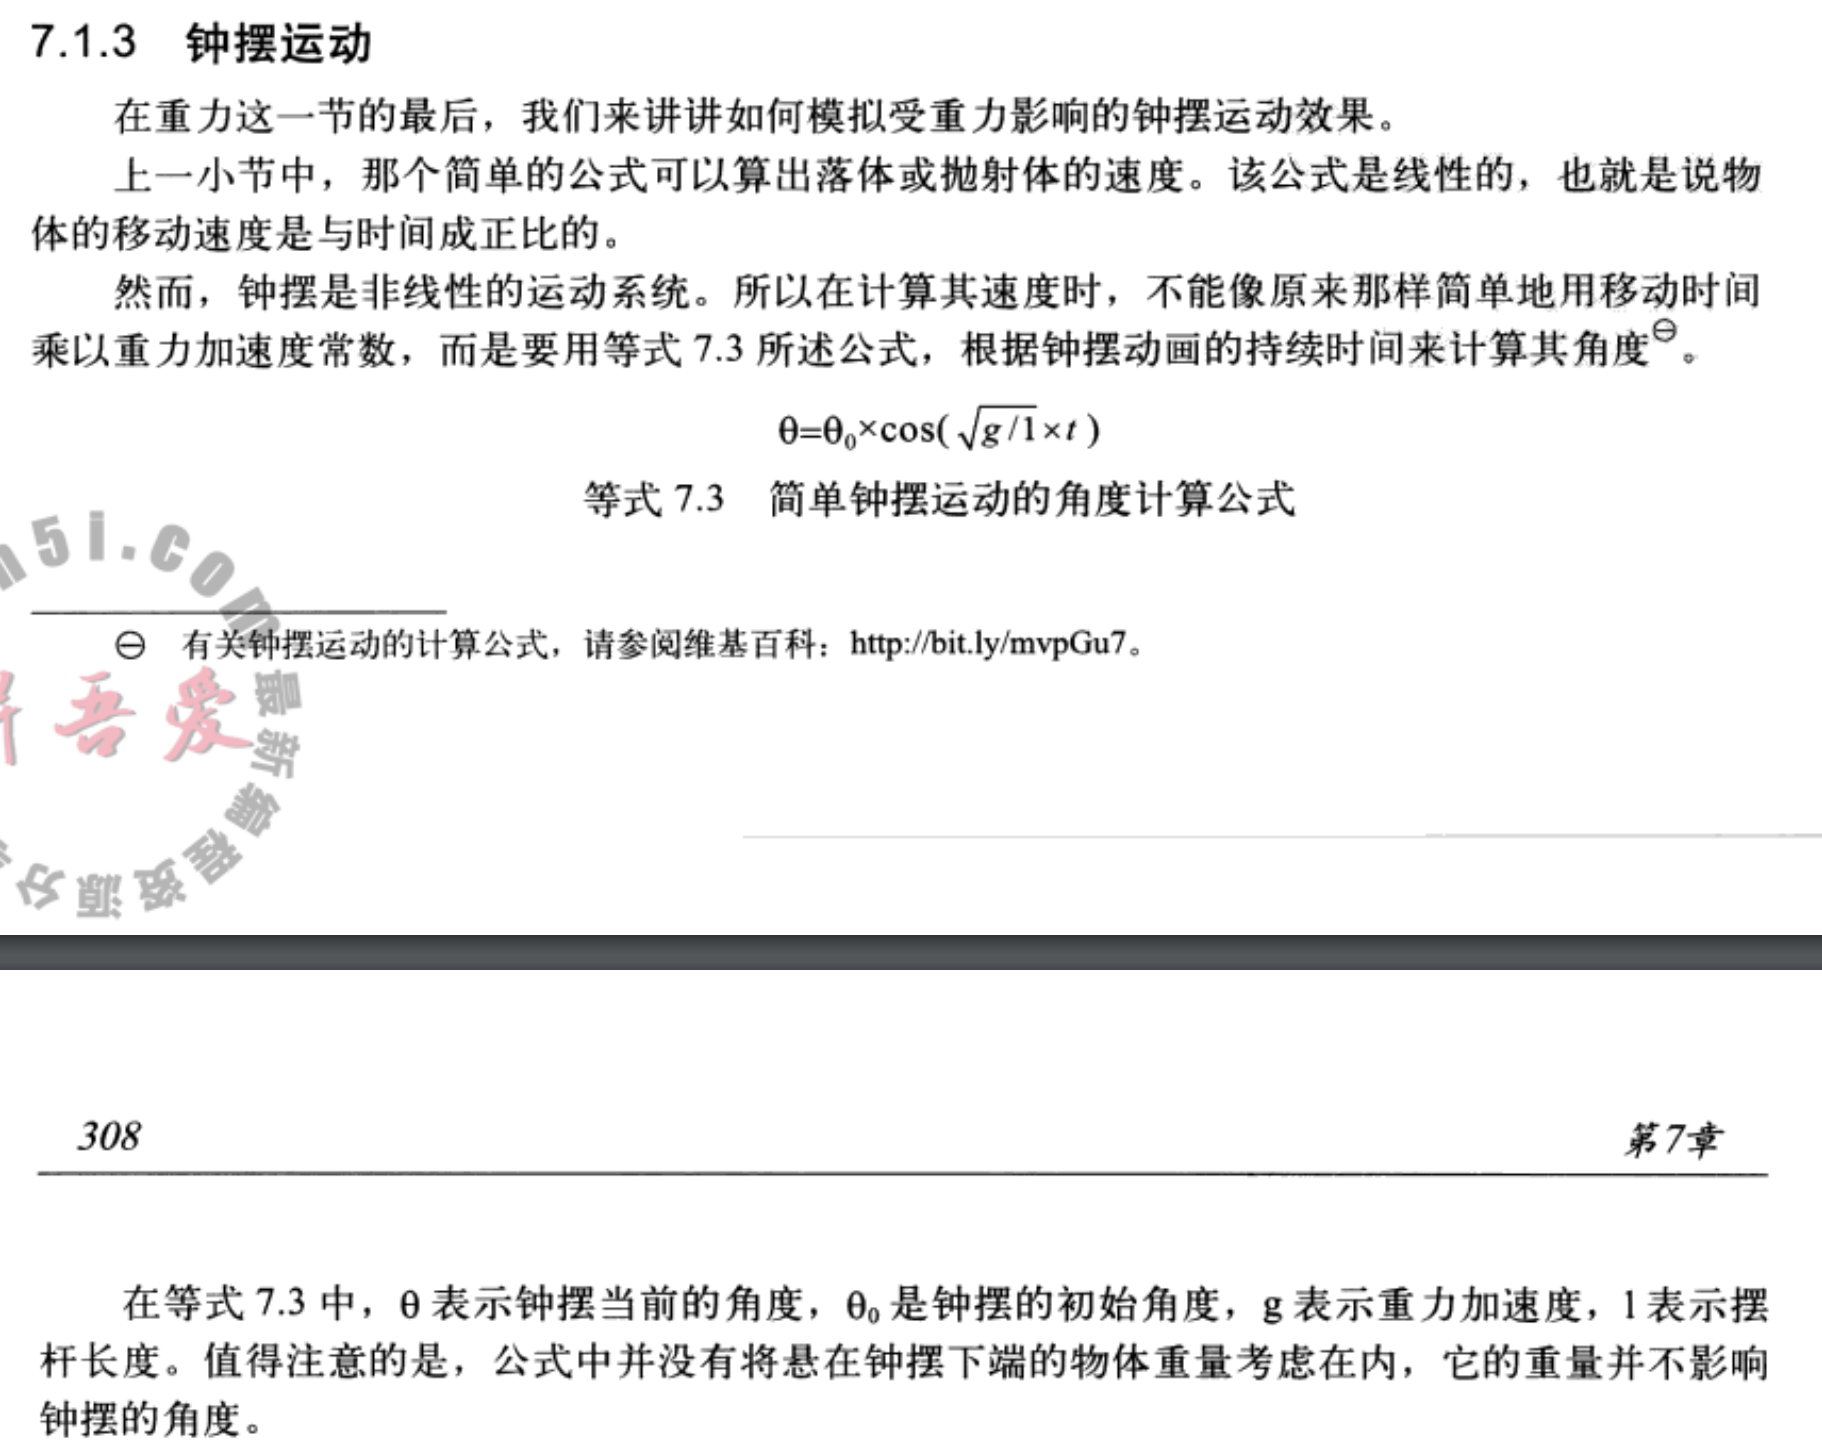 7.1.3 钟摆运动
在重力这一节的最后，我们来讲讲如何模拟受重力影响的钟摆运动效果。
上一小节中，那个简单的公式可以算出落体或抛射体的速度。该公式是线性的，也就是说物
体的移动速度是与时间成正比的。
然而，钟摆是非线性的运动系统。所以在计算其速度时，不能像原来那样简单地用移动时间
乘以重力加速度常数，而是要用等式 7.3 所述公式，根据钟摆动画的持续时间来计算其角度㊀。
θ=θ₀×cos(√g/l×t)
等式 7.3 简单钟摆运动的角度计算公式
5i.com
㊀ 有关钟摆运动的计算公式，请参阅维基百科：http://bit.ly/mvpGu7。
吾爱
最新编程资源分
308
第7章
在等式 7.3 中，θ 表示钟摆当前的角度，θ₀ 是钟摆的初始角度，g 表示重力加速度，l 表示摆
杆长度。值得注意的是，公式中并没有将悬在钟摆下端的物体重量考虑在内，它的重量并不影响
钟摆的角度。